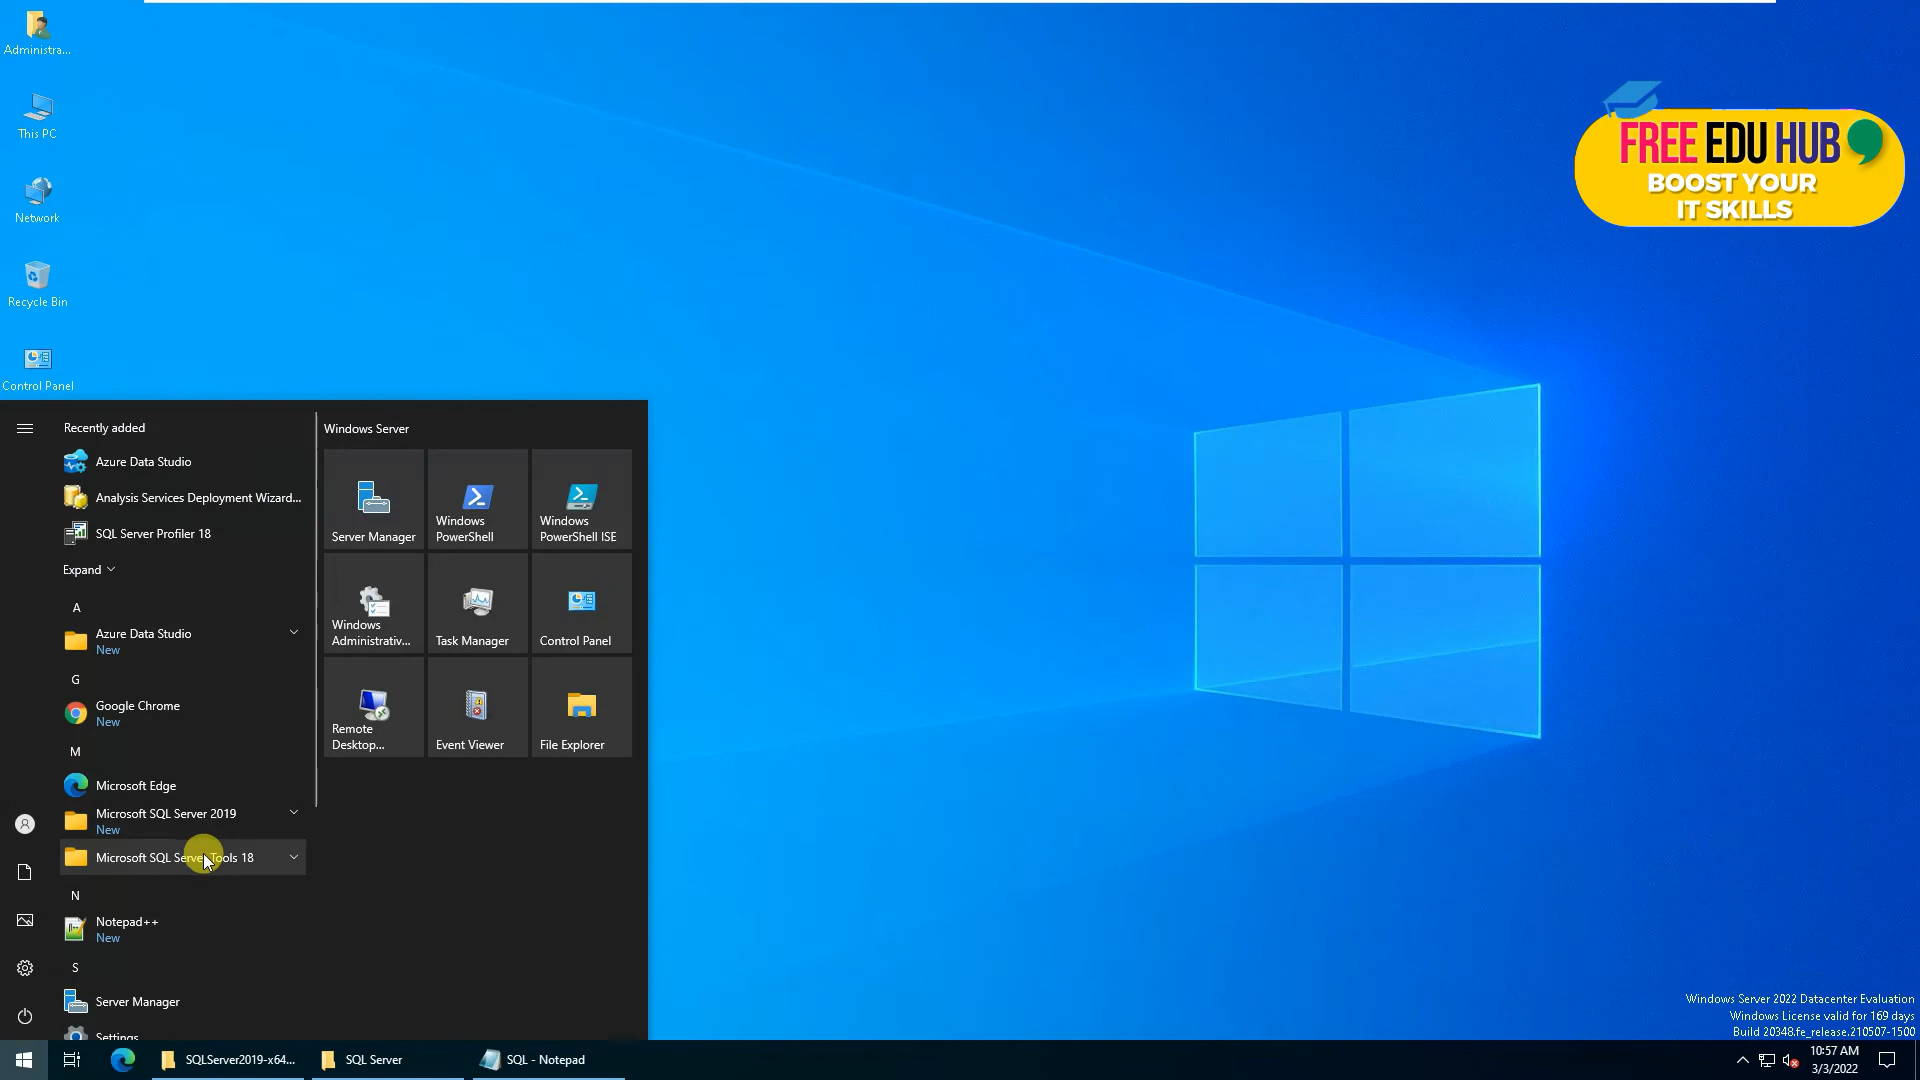 Administra...
This PC
Network
Recycle Bin
Control Panel
FREE EDU HUB
BOOST YOUR
IT SKILLS
Recently added
Azure Data Studio
Analysis Services Deployment Wizard...
SQL Server Profiler 18
Expand
A
Azure Data Studio
New
G
Google Chrome
New
M
Microsoft Edge
Microsoft SQL Server 2019
New
Microsoft SQL Server Tools 18
N
Notepad++
New
S
Server Manager
Settings
Windows Server
Server Manager
Windows
PowerShell
Windows
PowerShell ISE
Windows
Administrativ...
Task Manager
Control Panel
Remote
Desktop...
Event Viewer
File Explorer
Windows Server 2022 Datacenter Evaluation
Windows License valid for 169 days
Build 20348.fe_release.210507-1500
SQLServer2019-x64...
SQL Server
SQL - Notepad
10:57 AM
3/3/2022